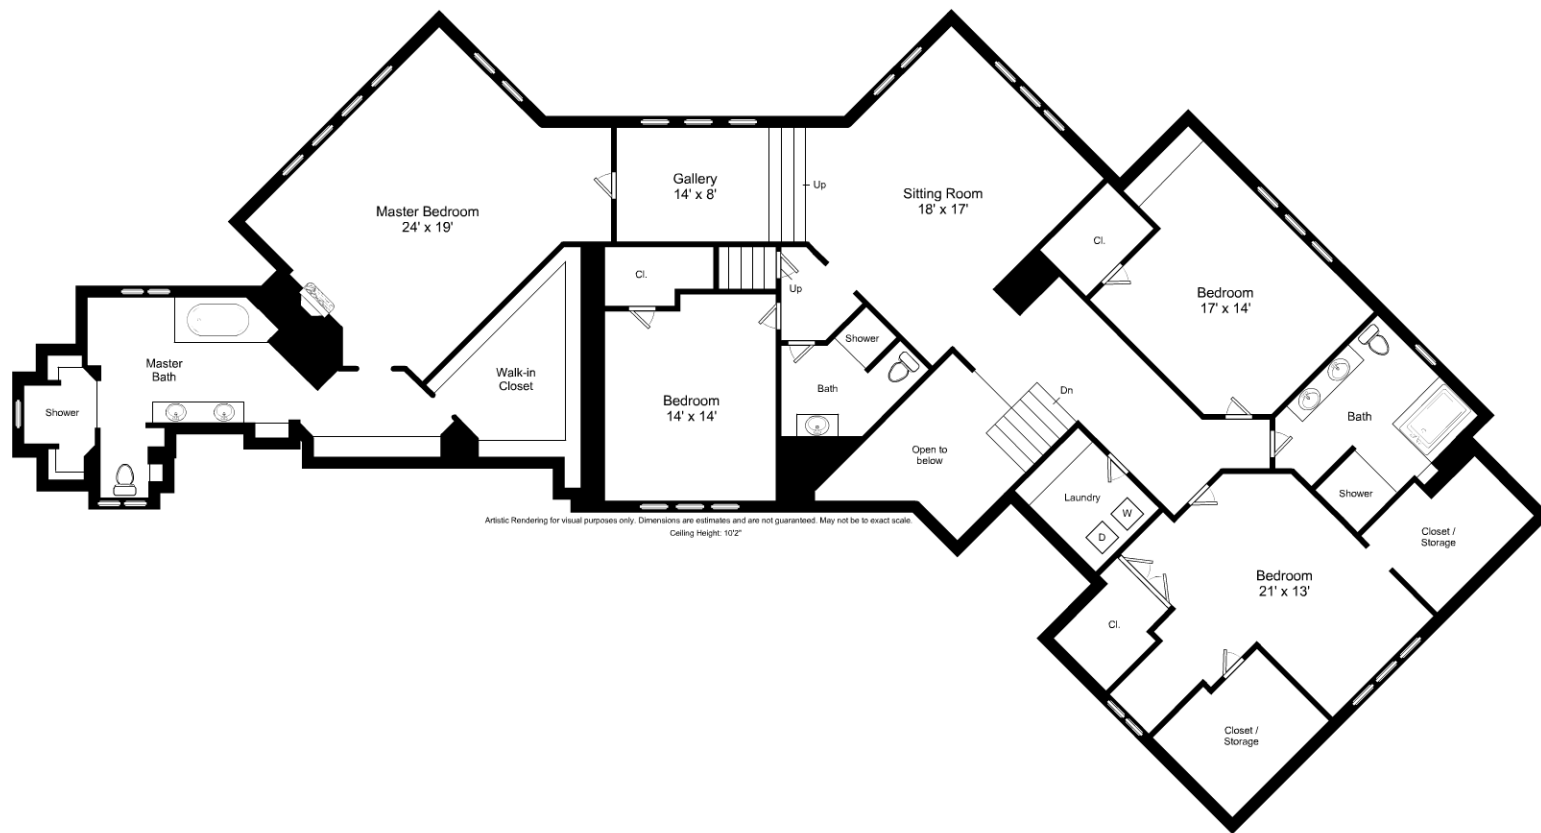 Gallery
14' x 8'
Up
Sitting Room
18' x 17'
Master Bedroom
24' x 19'
Cl.
Cl.
Up
Bedroom
17' x 14'
Shower
Master
Bath
Walk-in
Closet
Bath
Dn
Bedroom
14' x 14'
Shower
Bath
Open to
below
Laundry
W
D
Shower
Closet /
Storage
Artistic Rendering for visual purposes only. Dimensions are estimates and are not guaranteed. May not be to exact scale.
Ceiling Height: 10'2"
Bedroom
21' x 13'
Cl.
Closet /
Storage